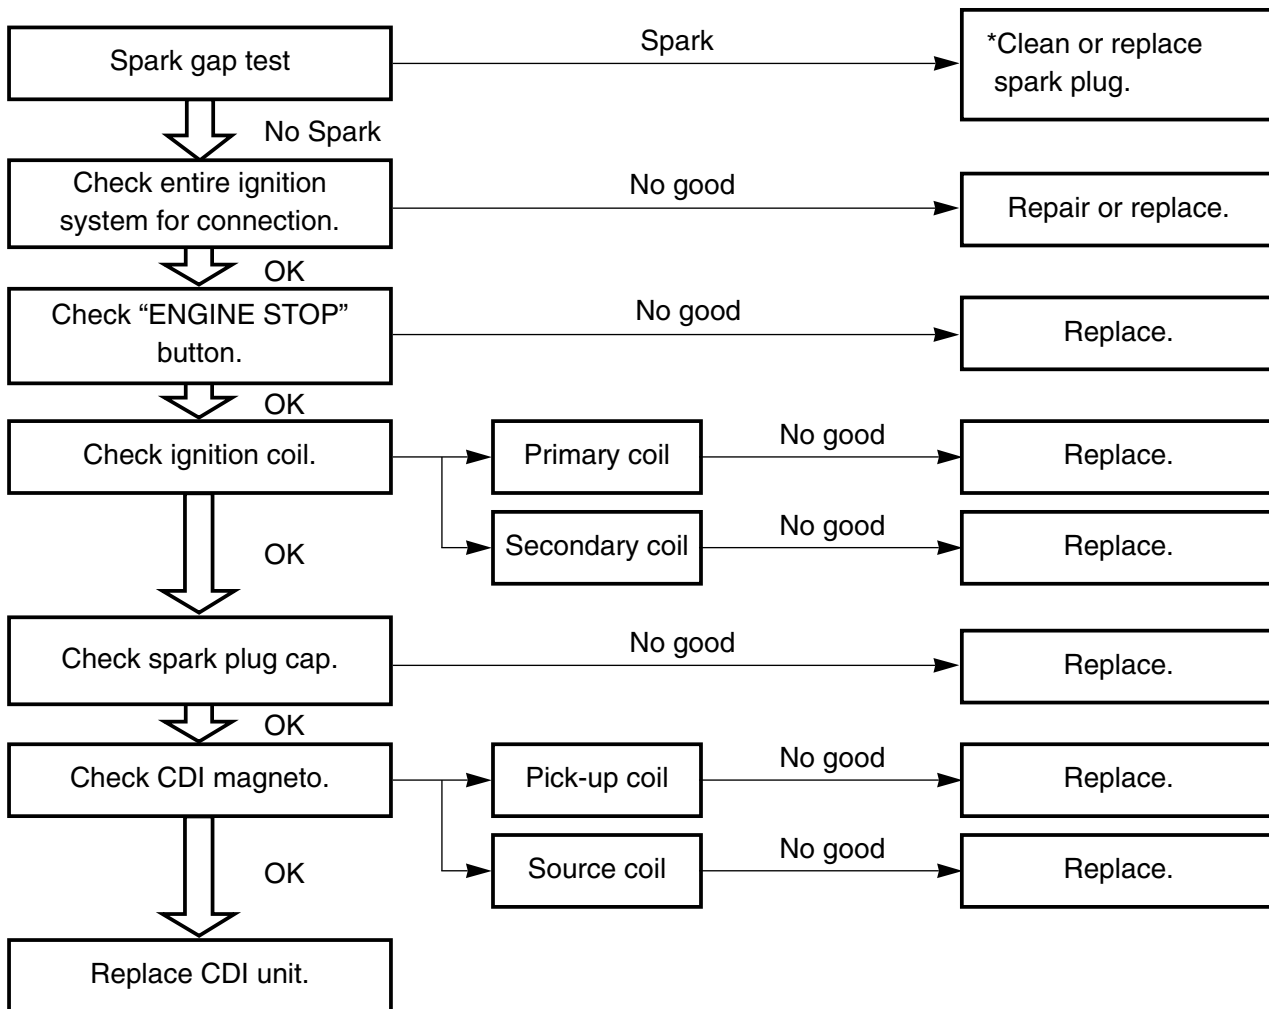 Spark gap test
Spark
*Clean or replace
spark plug.
No Spark
Check entire ignition
system for connection.
No good
Repair or replace.
OK
Check “ENGINE STOP”
button.
No good
Replace.
OK
Check ignition coil.
Primary coil
No good
Replace.
Secondary coil
No good
Replace.
OK
Check spark plug cap.
No good
Replace.
OK
Check CDI magneto.
Pick-up coil
No good
Replace.
Source coil
No good
Replace.
OK
Replace CDI unit.